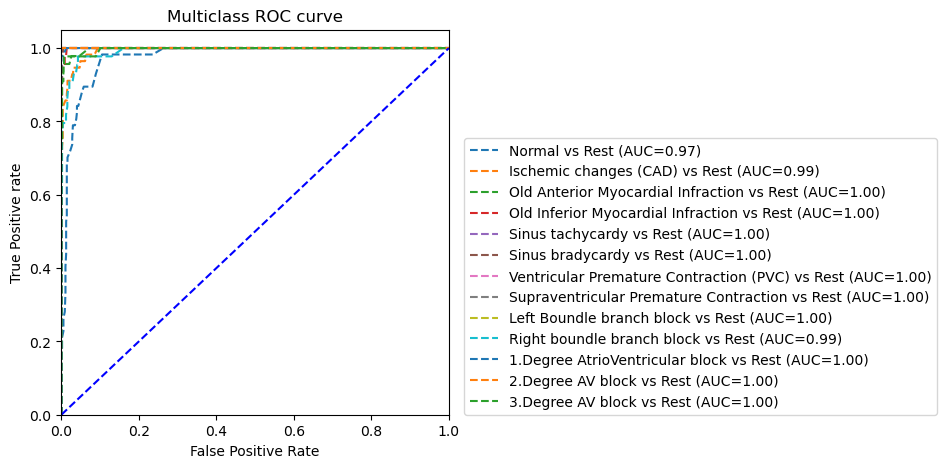 Multiclass ROC curve
True Positive rate
1.0
0.8
0.6
0.4
0.2
0.0
0.0 0.2 0.4 0.6 0.8 1.0
False Positive Rate
Normal vs Rest (AUC=0.97)
Ischemic changes (CAD) vs Rest (AUC=0.99)
Old Anterior Myocardial Infraction vs Rest (AUC=1.00)
Old Inferior Myocardial Infraction vs Rest (AUC=1.00)
Sinus tachycardy vs Rest (AUC=1.00)
Sinus bradycardy vs Rest (AUC=1.00)
Ventricular Premature Contraction (PVC) vs Rest (AUC=1.00)
Supraventricular Premature Contraction vs Rest (AUC=1.00)
Left Boundle branch block vs Rest (AUC=1.00)
Right boundle branch block vs Rest (AUC=0.99)
1.Degree AtrioVentricular block vs Rest (AUC=1.00)
2.Degree AV block vs Rest (AUC=1.00)
3.Degree AV block vs Rest (AUC=1.00)